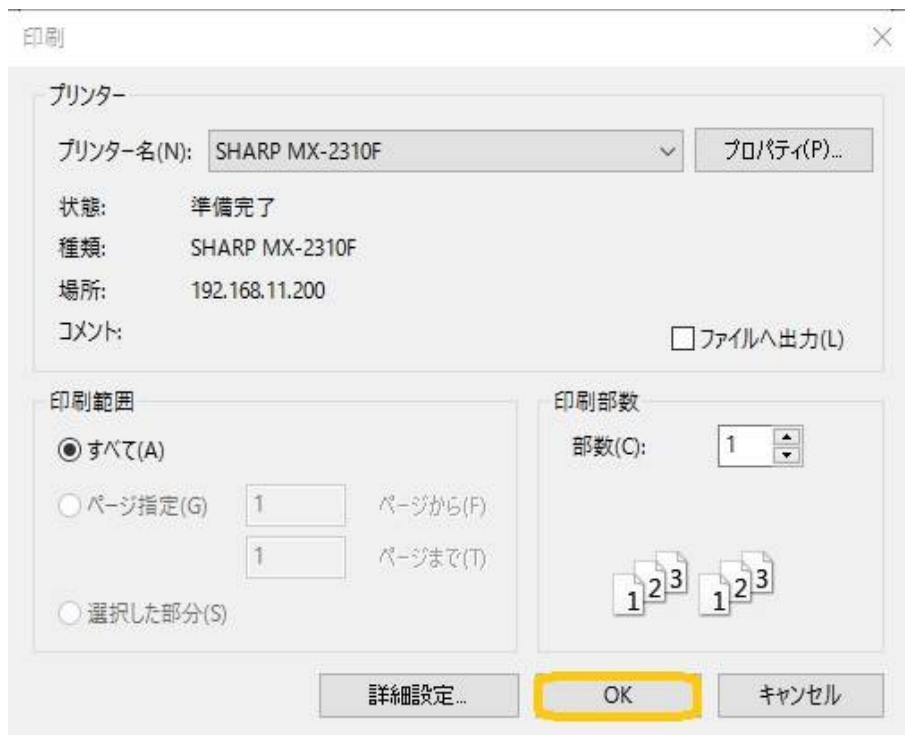 印刷
プリンター
プリンター名(N): SHARP MX-2310F プロパティ(P)...
状態: 準備完了
種類: SHARP MX-2310F
場所: 192.168.11.200
コメント:
ファイルへ出力(L)
印刷範囲
すべて(A)
ページ指定(G) 1 ページから(F)
1 ページまで(T)
選択した部分(S)
印刷部数
部数(C): 1
1 2 3 1 2 3
詳細設定... OK キャンセル